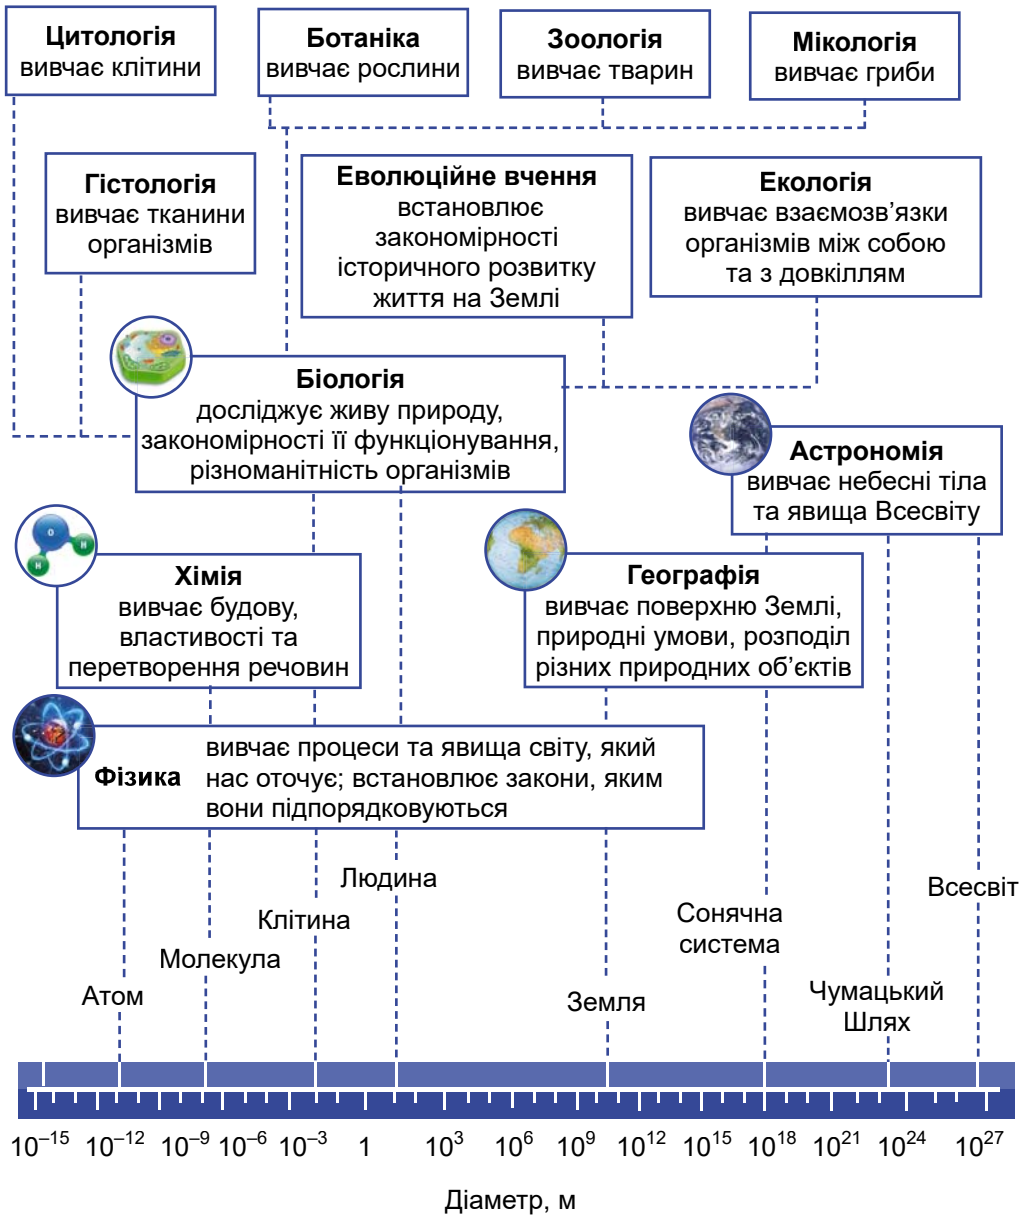 Цитологія
вивчає клітини
Ботаніка
вивчає рослини
Зоологія
вивчає тварин
Мікологія
вивчає гриби
Гістологія
вивчає тканини
організмів
Еволюційне вчення
встановлює
закономірності
історичного розвитку
життя на Землі
Екологія
вивчає взаємозв’язки
організмів між собою
та з довкіллям
Біологія
досліджує живу природу,
закономірності її функціонування,
різноманітність організмів
Астрономія
вивчає небесні тіла
та явища Всесвіту
O
H
H
Хімія
вивчає будову,
властивості та
перетворення речовин
Географія
вивчає поверхню Землі,
природні умови, розподіл
різних природних об’єктів
Фізика
вивчає процеси та явища світу, який
нас оточує; встановлює закони, яким
вони підпорядковуються
Людина
Всесвіт
Клітина
Сонячна
система
Молекула
Атом
Земля
Чумацький
Шлях
10⁻¹⁵ 10⁻¹² 10⁻⁹ 10⁻⁶ 10⁻³ 1 10³ 10⁶ 10⁹ 10¹² 10¹⁵ 10¹⁸ 10²¹ 10²⁴ 10²⁷
Діаметр, м